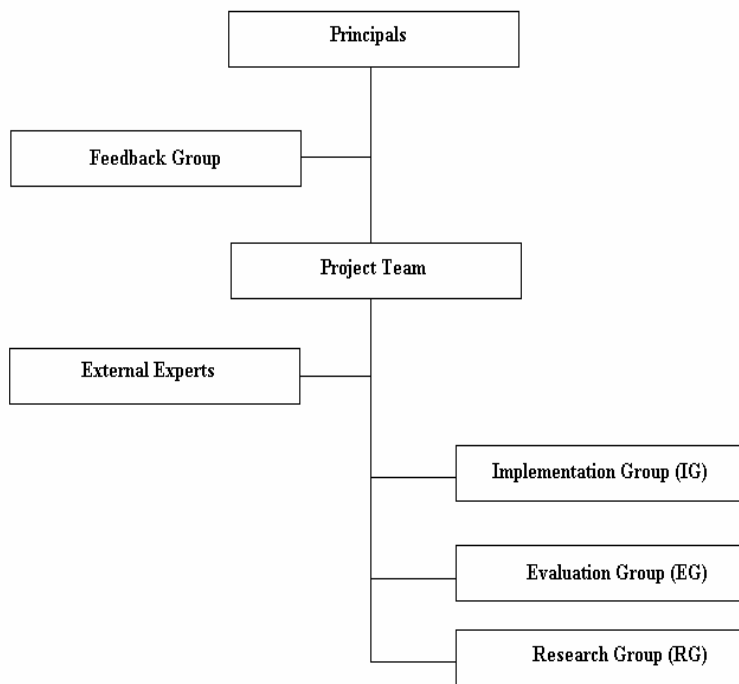 Principals
Feedback Group
Project Team
External Experts
Implementation Group (IG)
Evaluation Group (EG)
Research Group (RG)